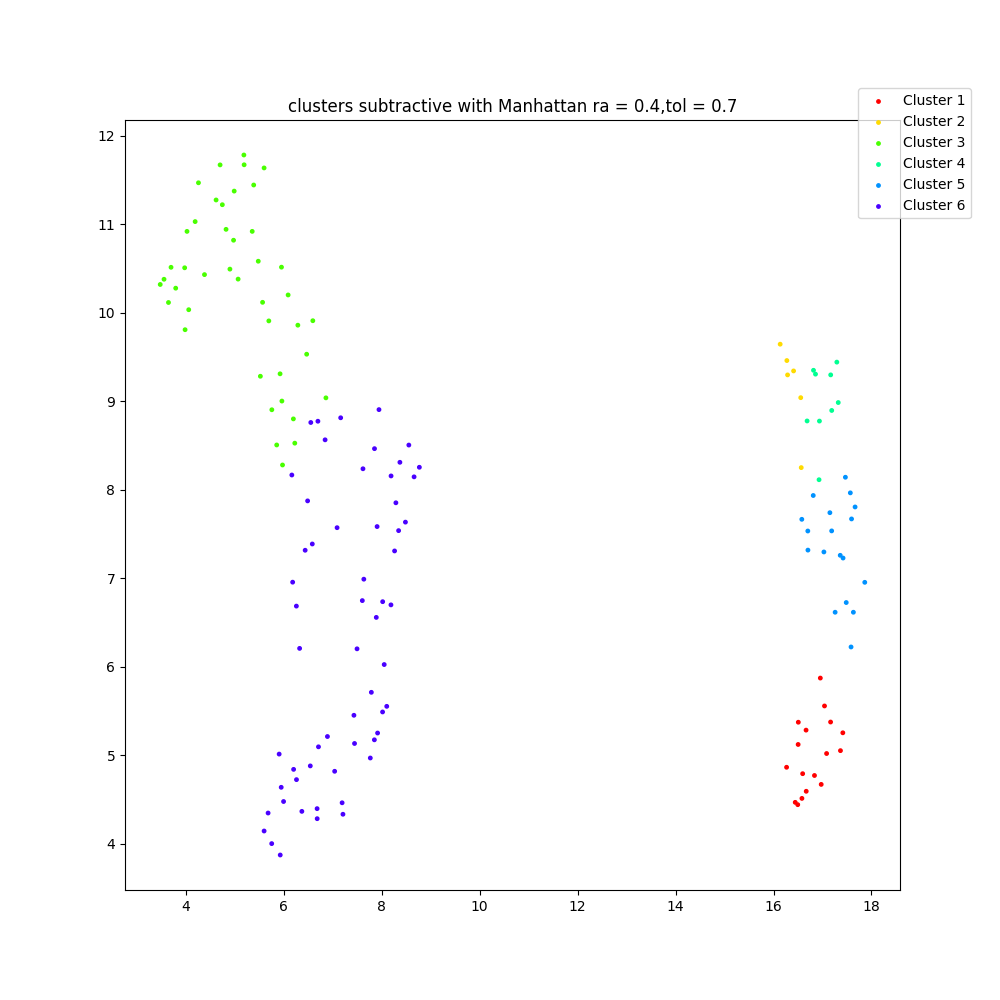 clusters subtractive with Manhattan ra = 0.4,tol = 0.7
Cluster 1
Cluster 2
Cluster 3
Cluster 4
Cluster 5
Cluster 6
12
11
10
9
8
7
6
5
4
4 6 8 10 12 14 16 18